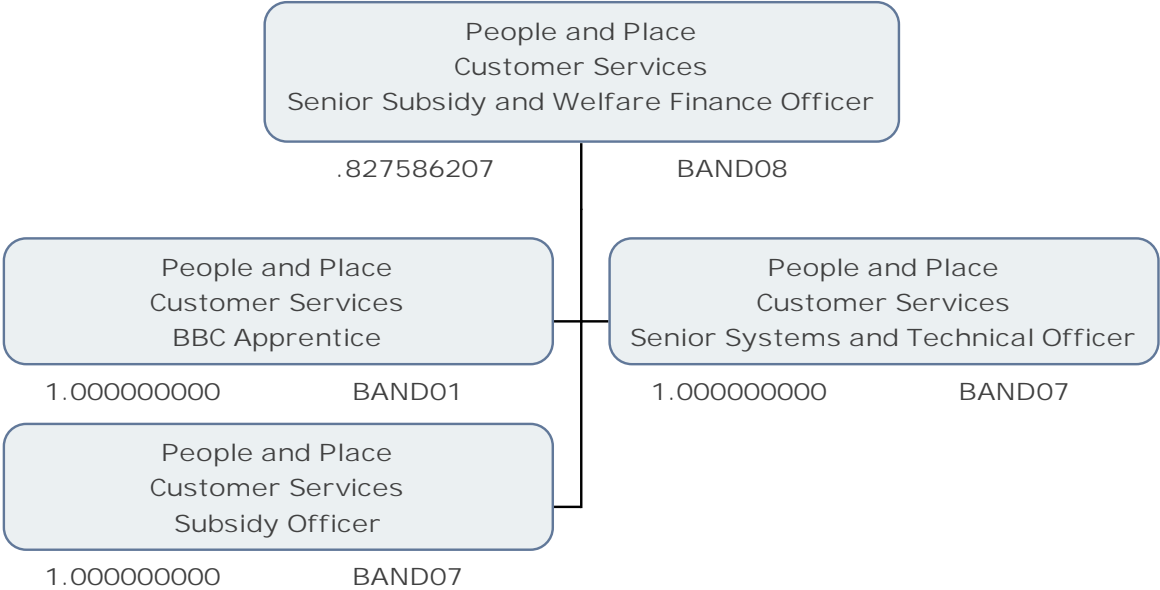 People and Place
Customer Services
Senior Subsidy and Welfare Finance Officer
.827586207 BAND08
People and Place
Customer Services
BBC Apprentice
1.000000000 BAND01
People and Place
Customer Services
Senior Systems and Technical Officer
1.000000000 BAND07
People and Place
Customer Services
Subsidy Officer
1.000000000 BAND07